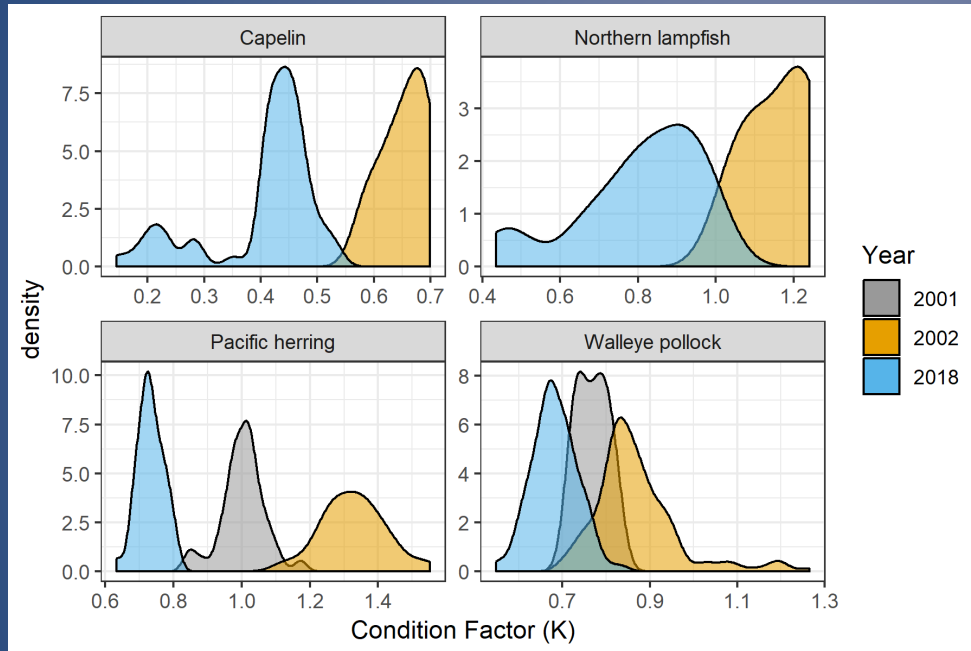 Capelin
Northern lampfish
7.5
5.0
2.5
0.0
0.2 0.3 0.4 0.5 0.6 0.7
3
2
1
0
0.4 0.6 0.8 1.0 1.2
Pacific herring
Walleye pollock
10.0
7.5
5.0
2.5
0.0
0.6 0.8 1.0 1.2 1.4
8
6
4
2
0
0.7 0.9 1.1 1.3
density
Condition Factor (K)
Year
2001
2002
2018